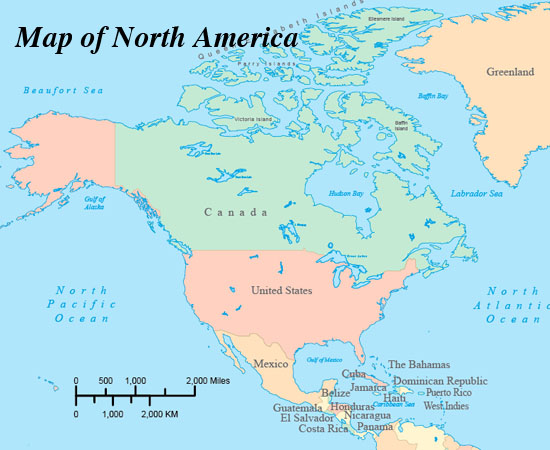 Map of North America
Queen Elizabeth Islands
Ellesmere Island
Parry Islands
Greenland
Beaufort Sea
Baffin Bay
Victoria Island
Baffin
Island
Gulf of
Alaska
Hudson Bay
Labrador Sea
Canada
North
Pacific
Ocean
United States
North
Atlantic
Ocean
Mexico
Gulf of Mexico
The Bahamas
Cuba
Dominican Republic
Jamaica
Haiti
Puerto Rico
Belize
Caribbean Sea
West Indies
Guatemala
Honduras
El Salvador
Nicaragua
Costa Rica
Panama
0 500 1,000 2,000 Miles
0 1,000 2,000 KM